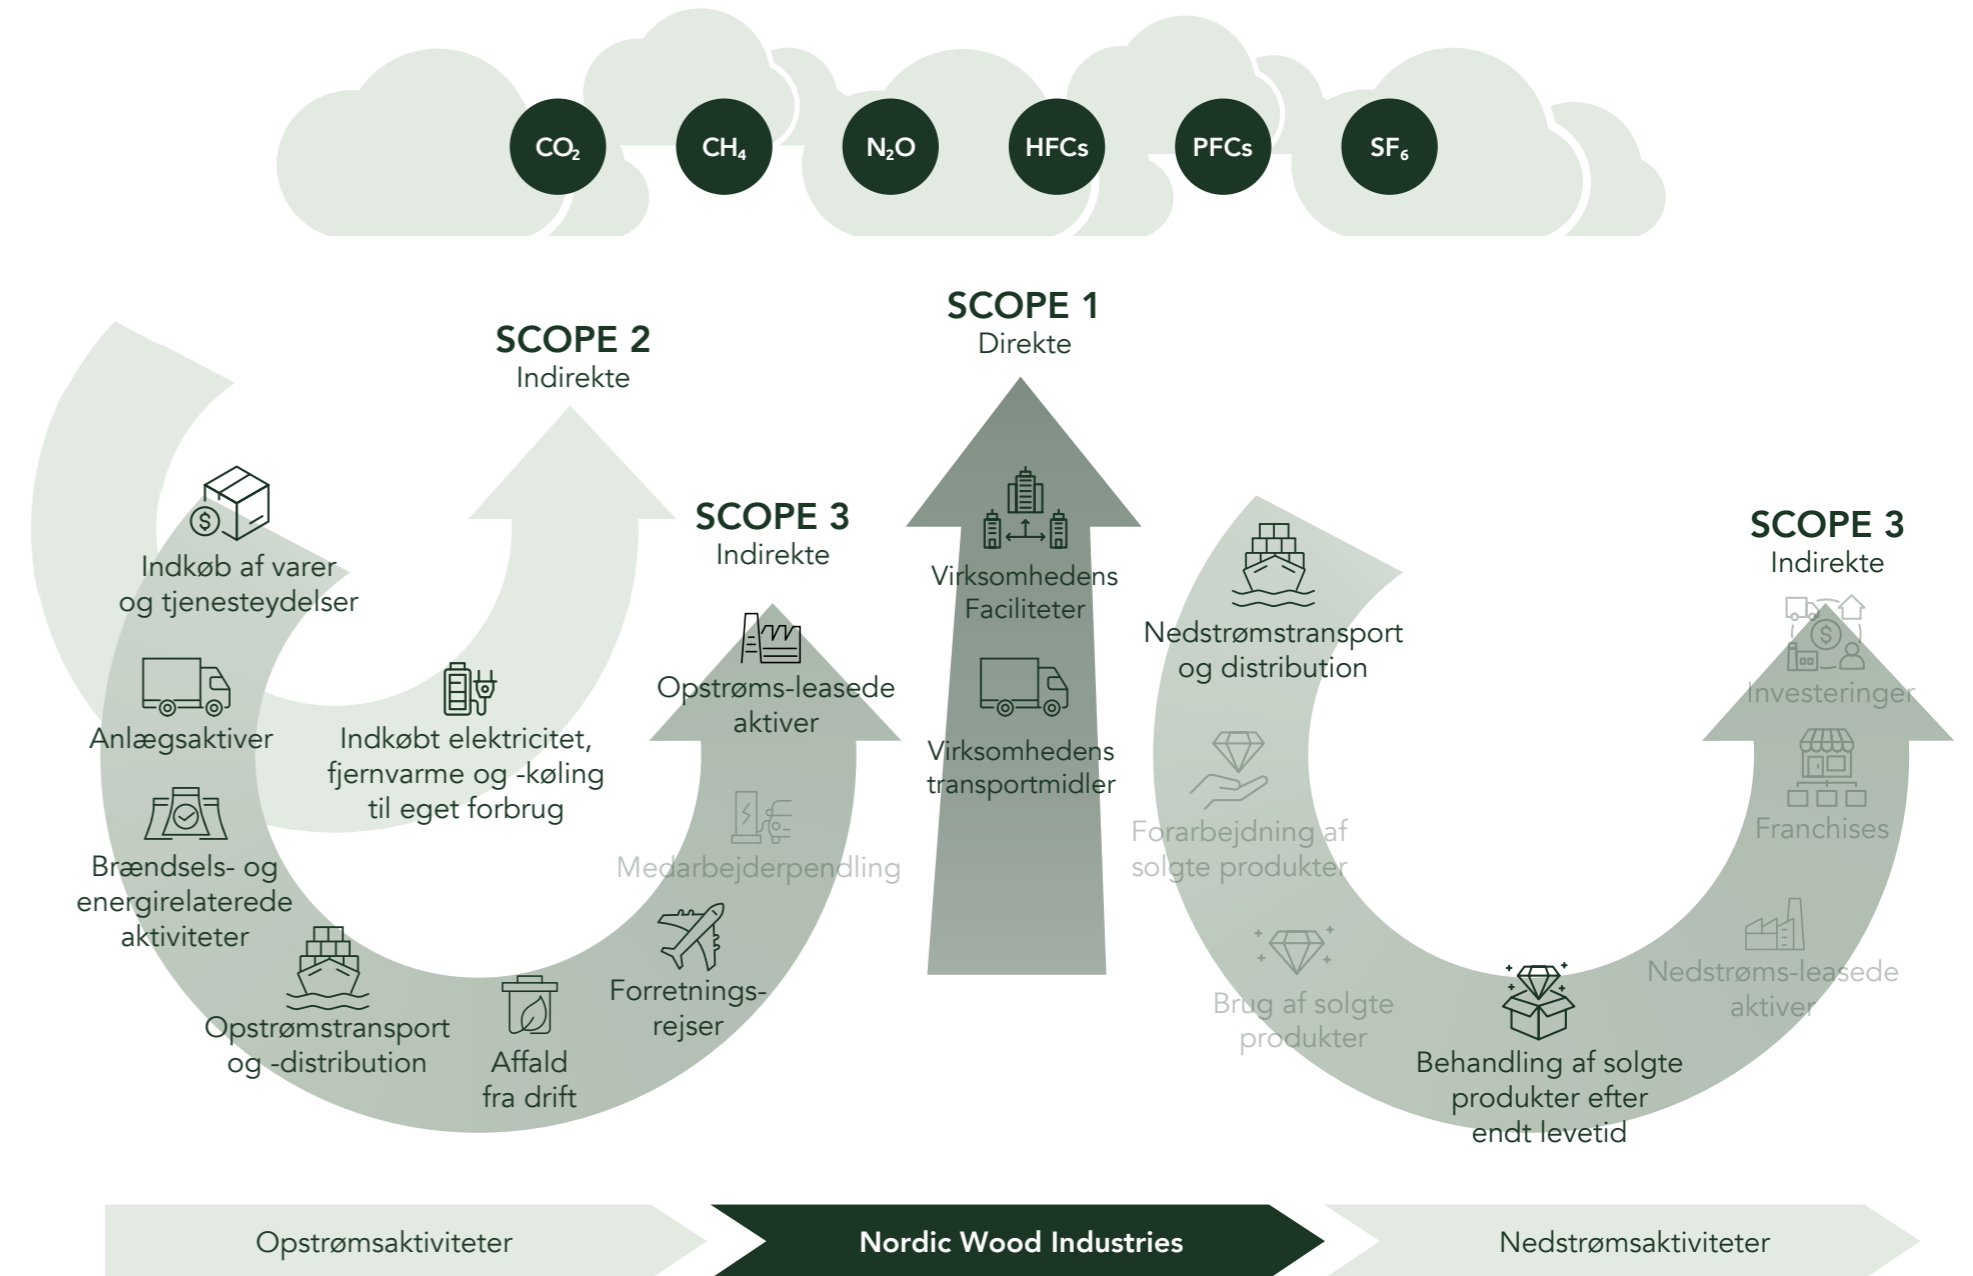 CO₂
CH₄
N₂O
HFCs
PFCs
SF₆
SCOPE 2
Indirekte
Indkøbt elektricitet,
fjernvarme og -køling
til eget forbrug
SCOPE 3
Indirekte
Indkøb af varer
og tjenesteydelser
Anlægsaktiver
Brændsels- og
energirelaterede
aktiviteter
Opstrømstransport
og -distribution
Affald
fra drift
Forretnings-
rejser
Medarbejderpendling
Opstrøms-leasede
aktiver
SCOPE 1
Direkte
Virksomhedens
Faciliteter
Virksomhedens
transportmidler
SCOPE 3
Indirekte
Nedstrømstransport
og distribution
Forarbejdning af
solgte produkter
Brug af solgte
produkter
Behandling af solgte
produkter efter
endt levetid
Nedstrøms-leasede
aktiver
Franchises
Investeringer
Opstrømsaktiviteter
Nordic Wood Industries
Nedstrømsaktiviteter